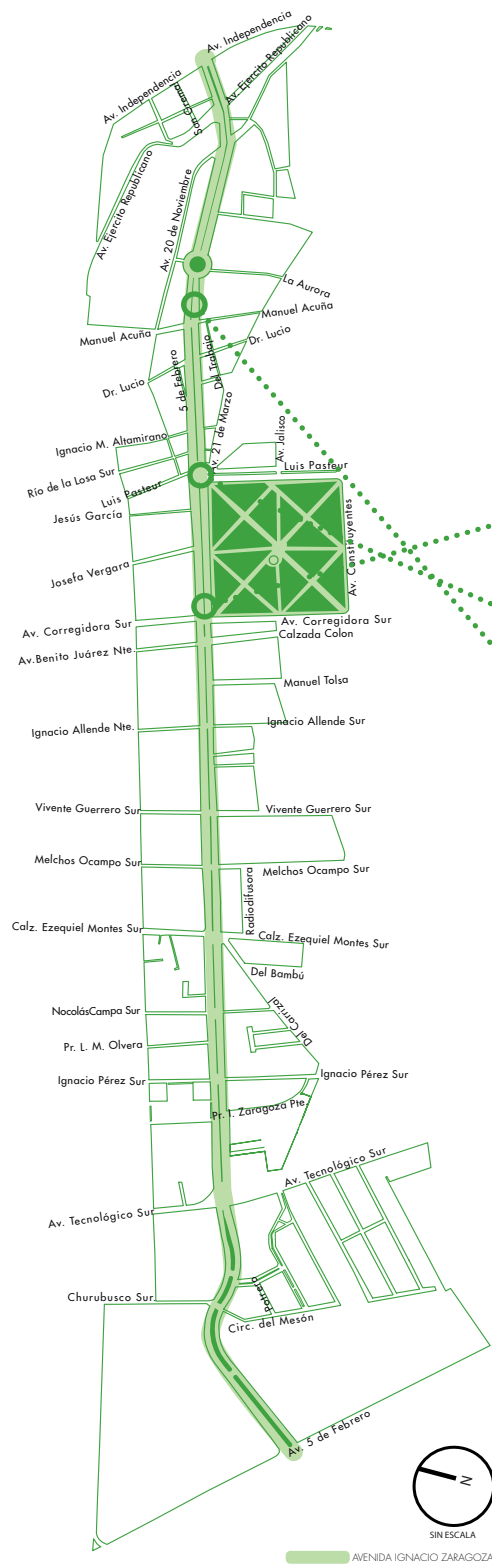 Av. Independencia
Av. Ejercito Republicano
Av. Independencia
San Ciremal
Av. Ejercito Republicano
Av. 20 de Noviembre
La Aurora
Manuel Acuña
Manuel Acuña
Dr. Lucio
Del Trabajo
5 de Febrero
Dr. Lucio
Av. 21 de Marzo
Av. Jalisco
Ignacio M. Altamirano
Luis Pasteur
Río de la Losa Sur
Luis Pasteur
Jesús García
Av. Constituyentes
Josefa Vergara
Av. Corregidora Sur
Av. Corregidora Sur
Calzada Colon
Av.Benito Juárez Nte.
Manuel Tolsa
Ignacio Allende Nte.
Ignacio Allende Sur
Vivente Guerrero Sur
Vivente Guerrero Sur
Melchos Ocampo Sur
Melchos Ocampo Sur
Radiodifusora
Calz. Ezequiel Montes Sur
Calz. Ezequiel Montes Sur
Del Bambú
NocolásCampa Sur
Del Carrizal
Pr. L. M. Olvera
Ignacio Pérez Sur
Ignacio Pérez Sur
Pr. I. Zaragoza Pte.
Av. Tecnológico Sur
Av. Tecnológico Sur
Churubusco Sur.
Potrero
Circ. del Mesón
Av. 5 de Febrero
N
SIN ESCALA
AVENIDA IGNACIO ZARAGOZA